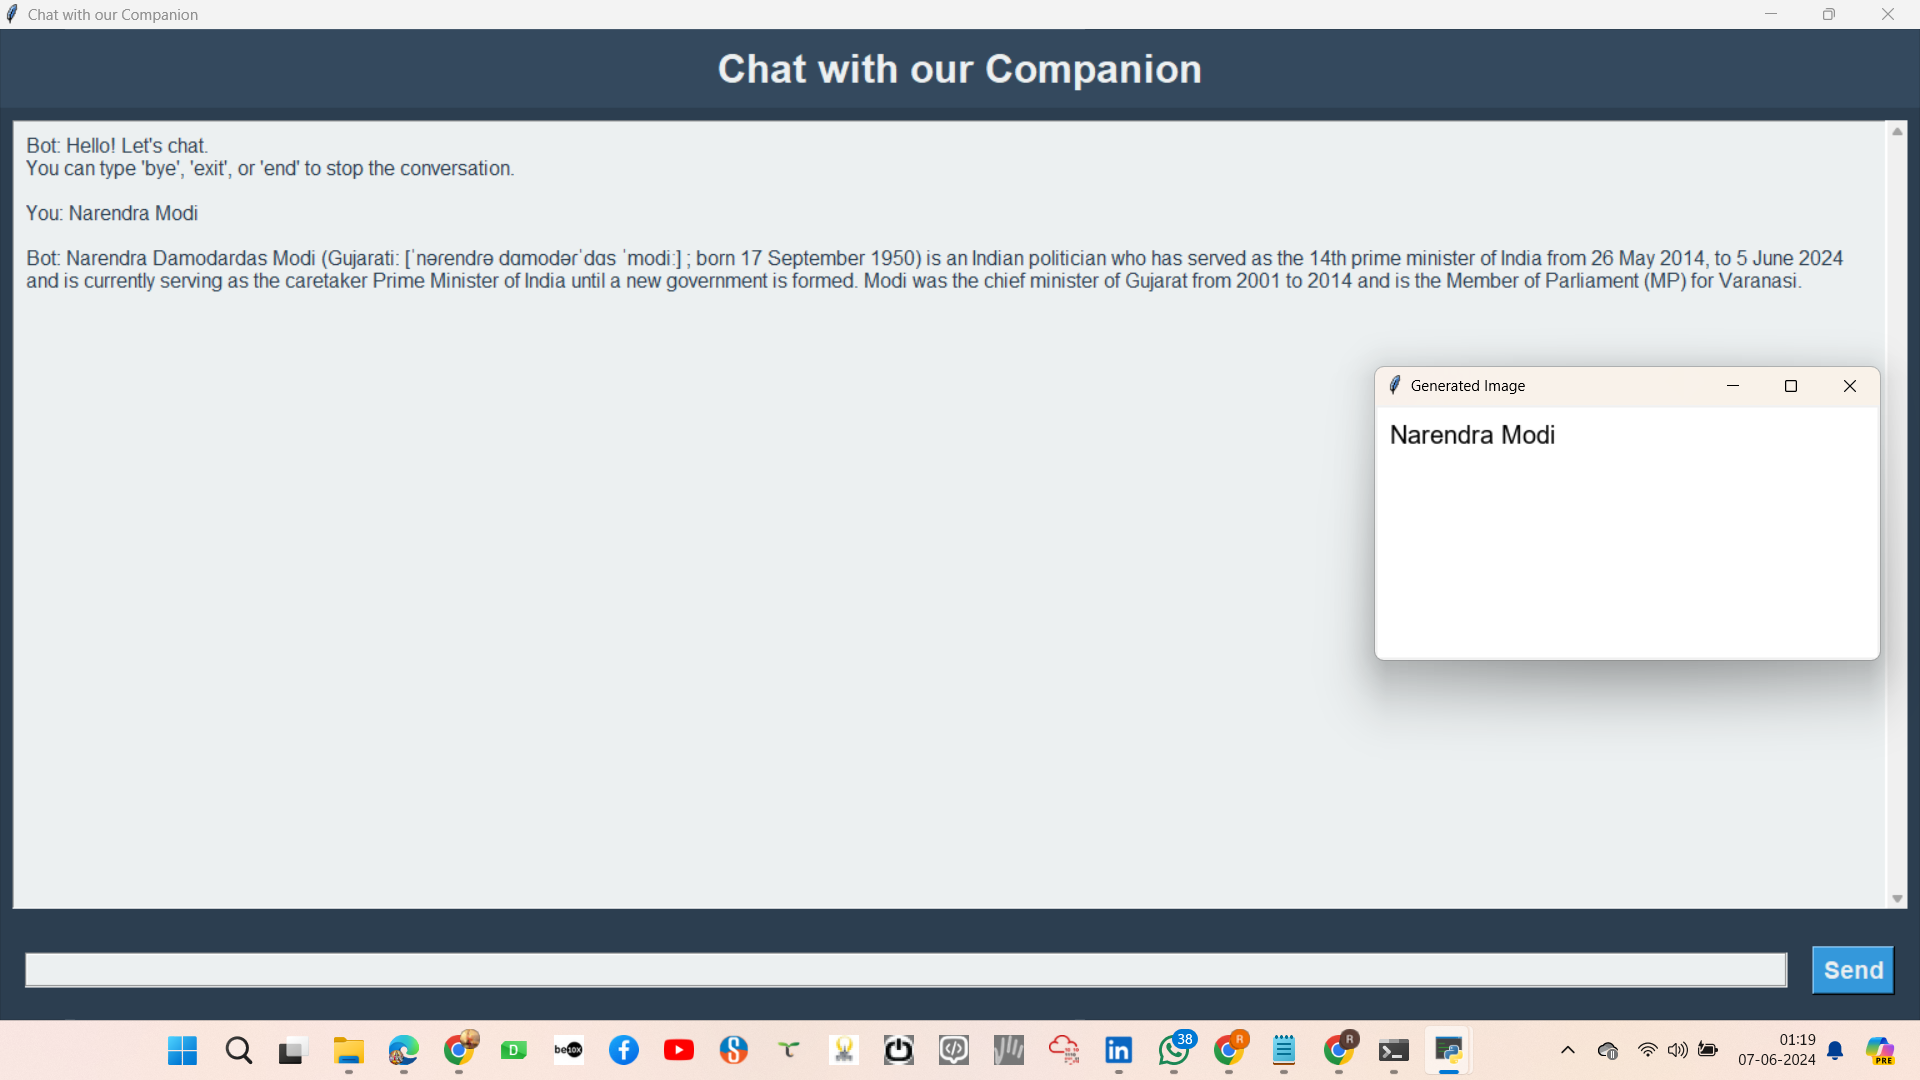 Chat with our Companion
Chat with our Companion
Bot: Hello! Let's chat.
You can type 'bye', 'exit', or 'end' to stop the conversation.
You: Narendra Modi
Bot: Narendra Damodardas Modi (Gujarati: [ˈnəɾendɾə dɑmodəɾˈdɑs ˈmodiː] ; born 17 September 1950) is an Indian politician who has served as the 14th prime minister of India from 26 May 2014, to 5 June 2024
and is currently serving as the caretaker Prime Minister of India until a new government is formed. Modi was the chief minister of Gujarat from 2001 to 2014 and is the Member of Parliament (MP) for Varanasi.
Generated Image
Narendra Modi
Send
D
be10x
38
R
R
01:19
07-06-2024
PRE